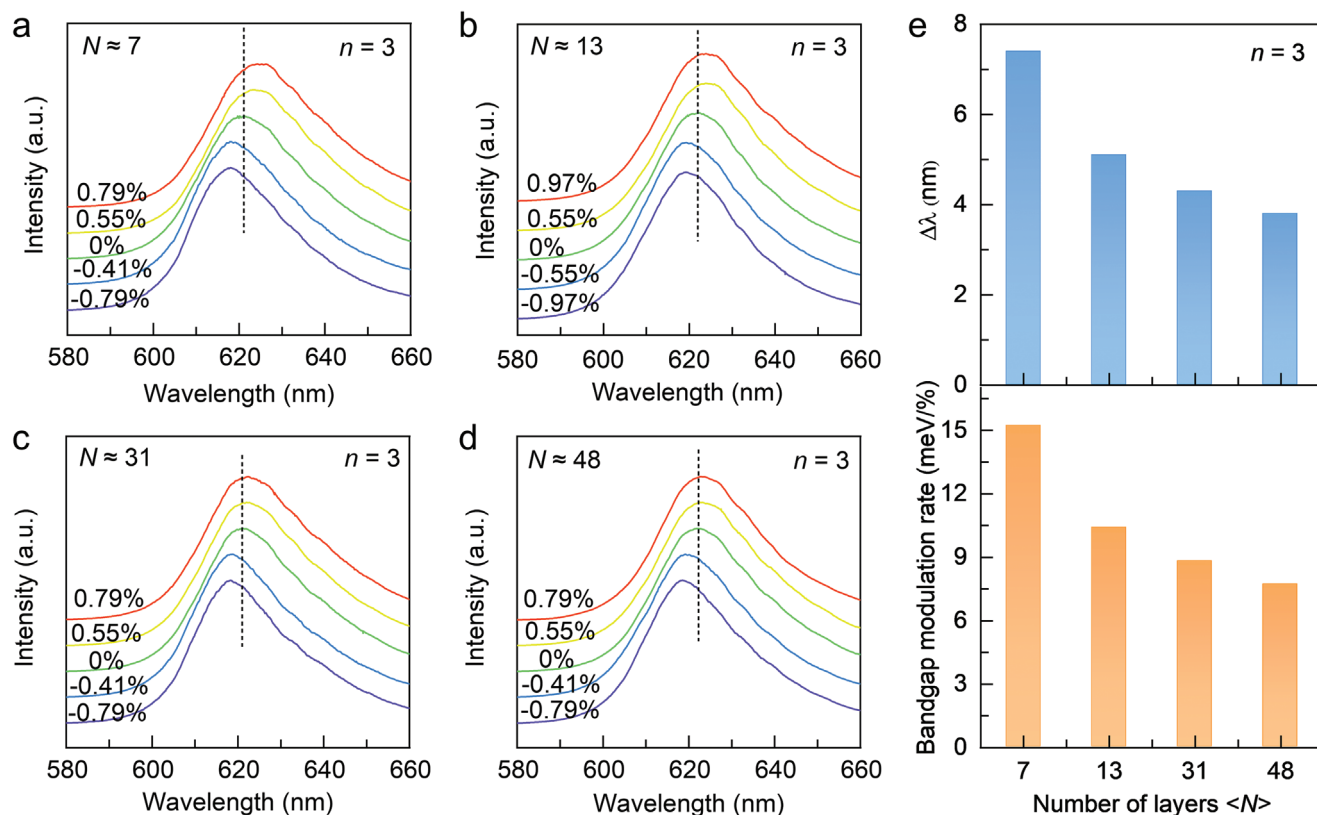 a
N ≈ 7
n = 3
Intensity (a.u.)
0.79%
0.55%
0%
-0.41%
-0.79%
580 600 620 640 660
Wavelength (nm)
b
N ≈ 13
n = 3
Intensity (a.u.)
0.97%
0.55%
0%
-0.55%
-0.97%
580 600 620 640 660
Wavelength (nm)
c
N ≈ 31
n = 3
Intensity (a.u.)
0.79%
0.55%
0%
-0.41%
-0.79%
580 600 620 640 660
Wavelength (nm)
d
N ≈ 48
n = 3
Intensity (a.u.)
0.79%
0.55%
0%
-0.41%
-0.79%
580 600 620 640 660
Wavelength (nm)
e
n = 3
Δλ (nm)
8
6
4
2
0
Bandgap modulation rate (meV/%)
15
12
9
6
3
0
7 13 31 48
Number of layers <N>